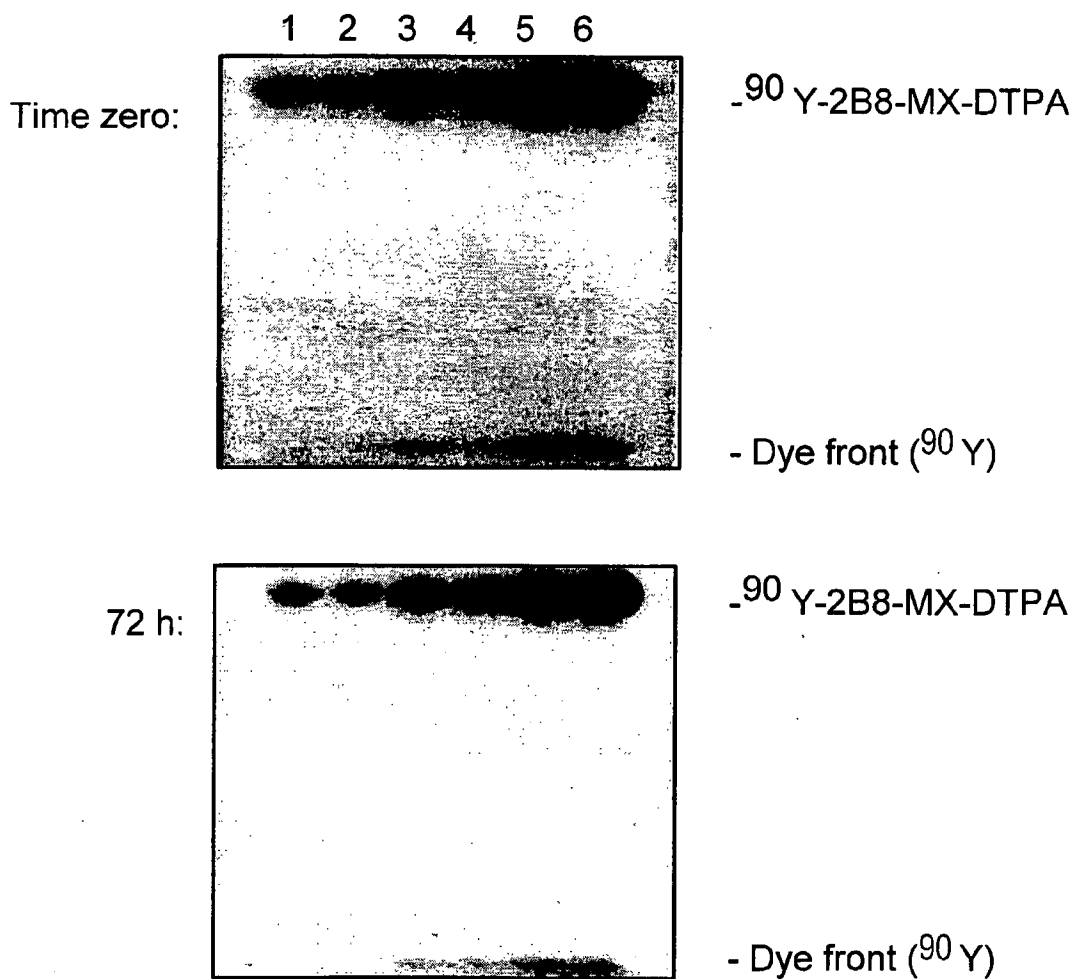 1 2 3 4 5 6
Time zero:
-⁹⁰ Y-2B8-MX-DTPA
- Dye front (⁹⁰ Y)
72 h:
-⁹⁰ Y-2B8-MX-DTPA
- Dye front (⁹⁰ Y)